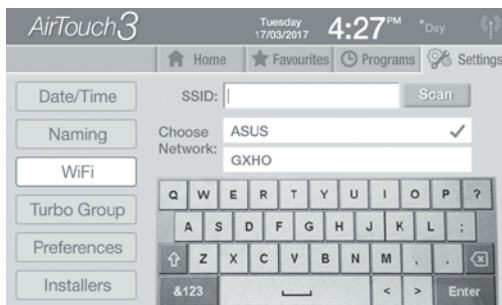 AirTouch3 Tuesday 17/03/2017 4:27PM *Day
Home Favourites Programs Settings
Date/Time
Naming
WiFi
Turbo Group
Preferences
Installers
SSID: Scan
Choose Network:
ASUS
GXHO
Q W E R T Y U I O P ?
A S D F G H J K L ;
Z X C V B N M , .
&123 < > Enter